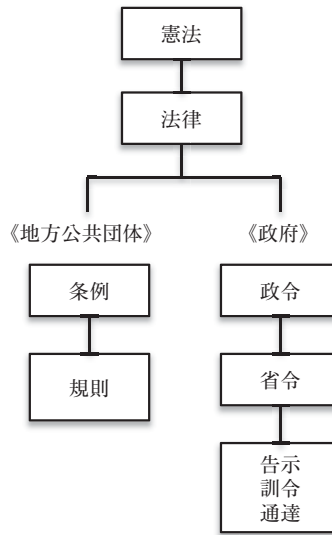 憲法
法律
《地方公共団体》
《政府》
条例
政令
規則
省令
告示
訓令
通達